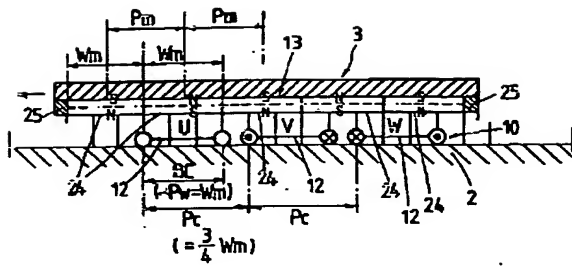 Pm Pm
Wm Wm 13 3
25 S N S N S 25
N S N S N
U V W 10
24 12 24 12 24 12 24 2
(=Pw=Wm)
Pc Pc
(= 3/4 Wm)